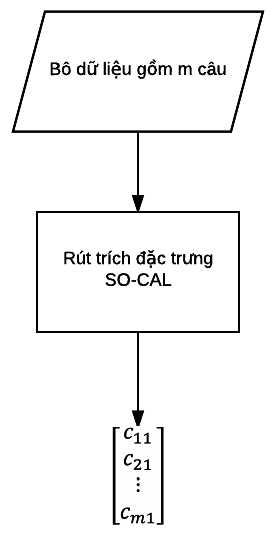 Bô dữ liệu gồm m câu
Rút trích đặc trưng
SO-CAL
c₁₁
c₂₁
⋮
cₘ₁